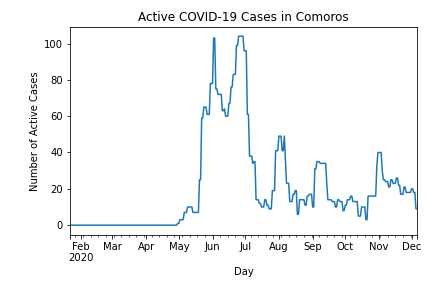 Active COVID-19 Cases in Comoros
Number of Active Cases
100
80
60
40
20
0
Feb Mar Apr May Jun Jul Aug Sep Oct Nov Dec
2020
Day